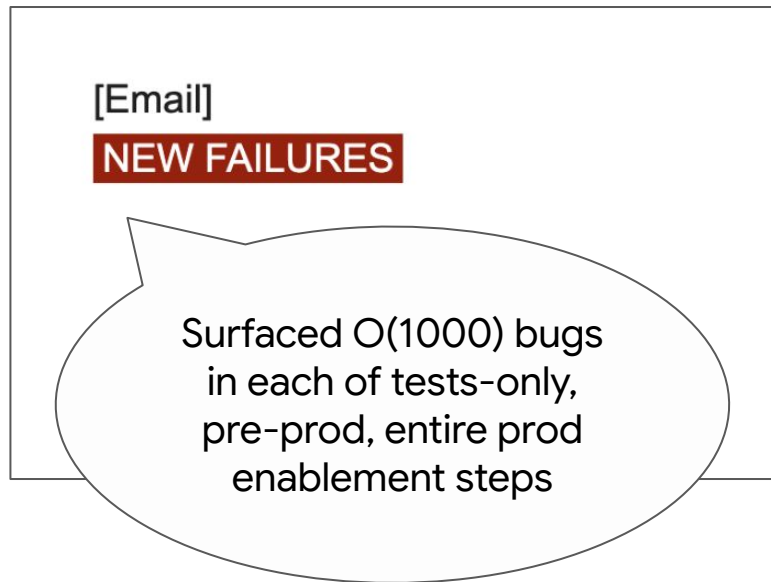 [Email]
NEW FAILURES
Surfaced O(1000) bugs
in each of tests-only,
pre-prod, entire prod
enablement steps